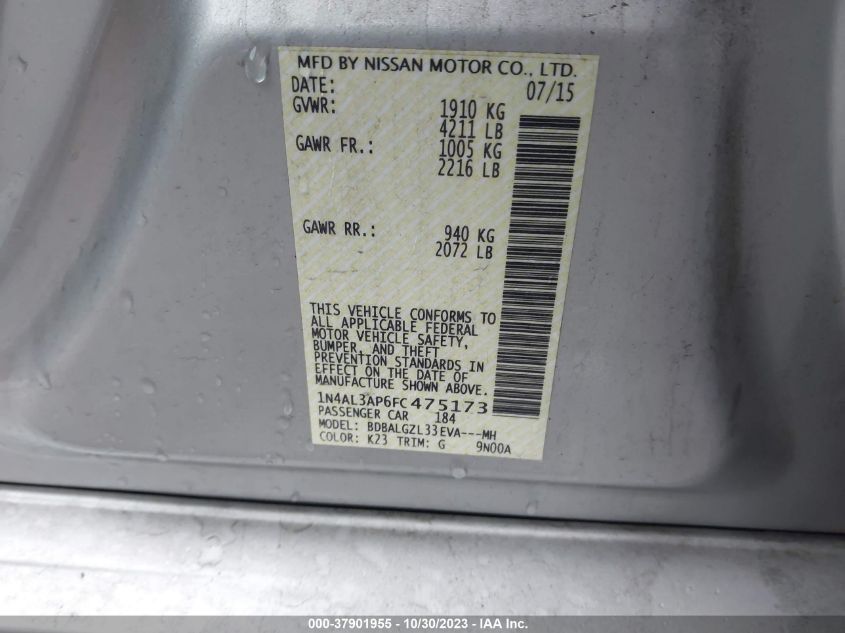 MFD BY NISSAN MOTOR CO., LTD.
DATE: 07/15
GVWR: 1910 KG
4211 LB
GAWR FR.: 1005 KG
2216 LB
GAWR RR.: 940 KG
2072 LB
THIS VEHICLE CONFORMS TO
ALL APPLICABLE FEDERAL
MOTOR VEHICLE SAFETY,
BUMPER, AND THEFT
PREVENTION STANDARDS IN
EFFECT ON THE DATE OF
MANUFACTURE SHOWN ABOVE.
1N4AL3AP6FC475173
PASSENGER CAR 184
MODEL: BDBALGZL33EVA---MH
COLOR: K23 TRIM: G 9N00A
000-37901955 - 10/30/2023 - IAA Inc.